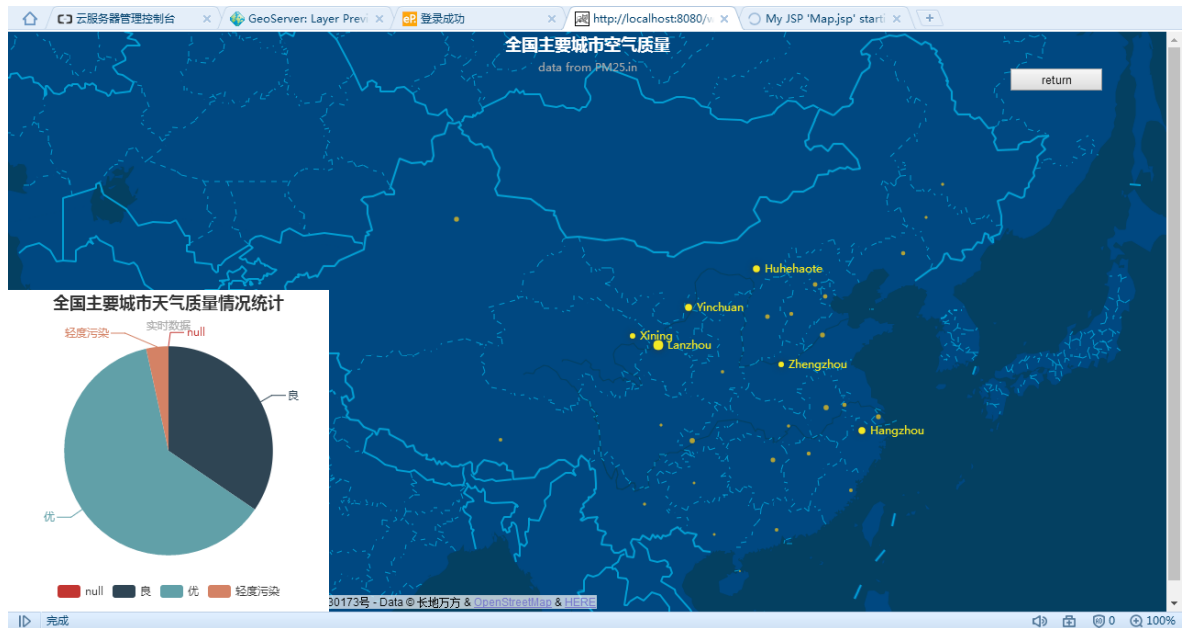 云服务器管理控制台
GeoServer: Layer Previ
登录成功
http://localhost:8080/w
My JSP 'Map.jsp' starti
全国主要城市空气质量
data from PM25.in
return
Huhehaote
Yinchuan
Xining
Lanzhou
Zhengzhou
Hangzhou
全国主要城市天气质量情况统计
实时数据
轻度污染
null
良
优
null 良 优 轻度污染
30173号 - Data © 长地万方 & OpenStreetMap & HERE
完成
0
100%